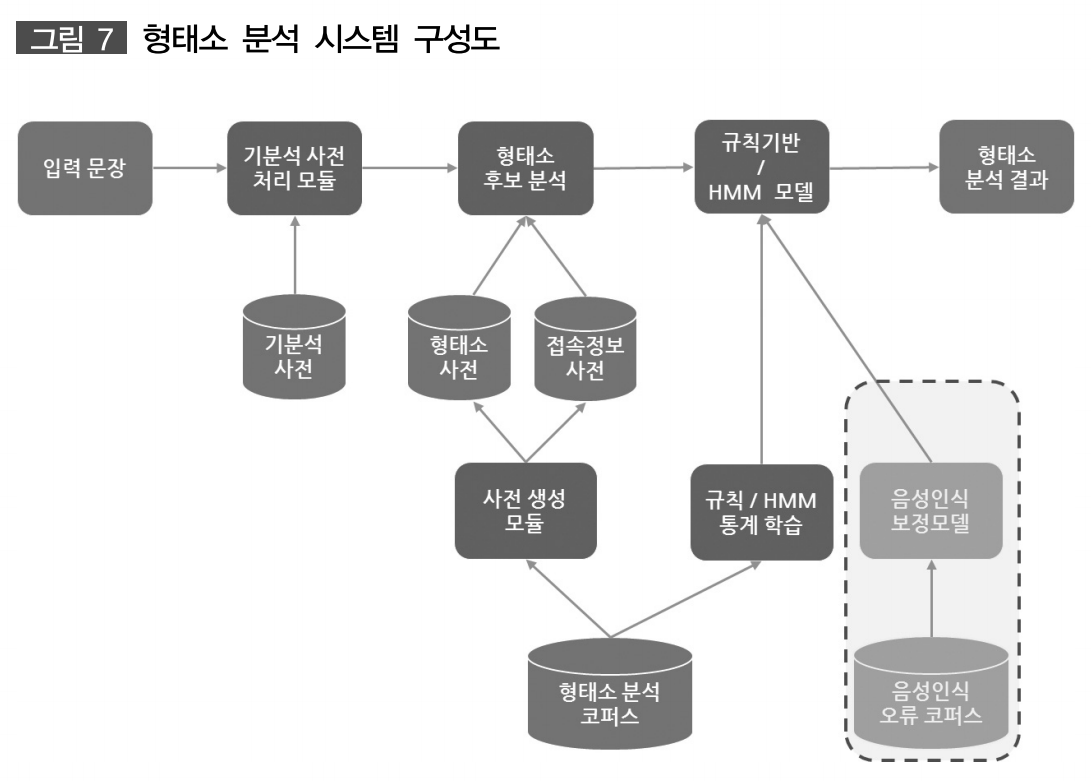 그림 7 형태소 분석 시스템 구성도
입력 문장
기분석 사전
처리 모듈
형태소
후보 분석
규칙기반
/
HMM 모델
형태소
분석 결과
기분석
사전
형태소
사전
접속정보
사전
사전 생성
모듈
규칙 / HMM
통계 학습
음성인식
보정모델
형태소 분석
코퍼스
음성인식
오류 코퍼스